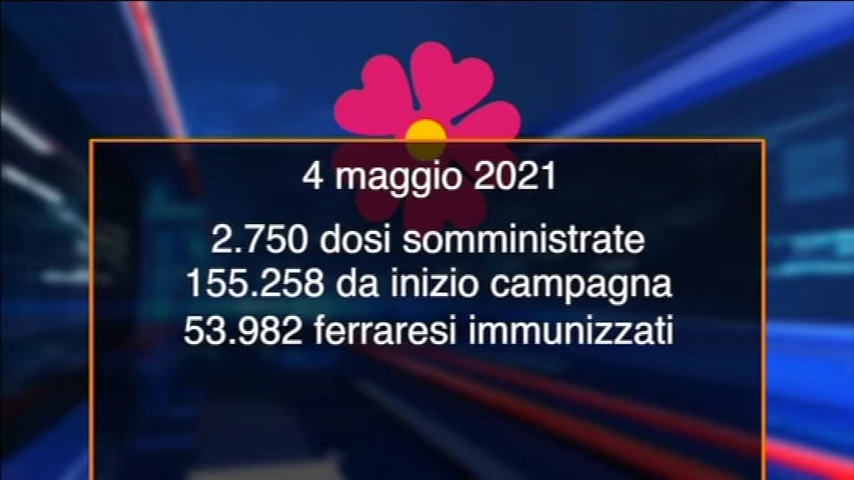 4 maggio 2021
2.750 dosi somministrate
155.258 da inizio campagna
53.982 ferraresi immunizzati